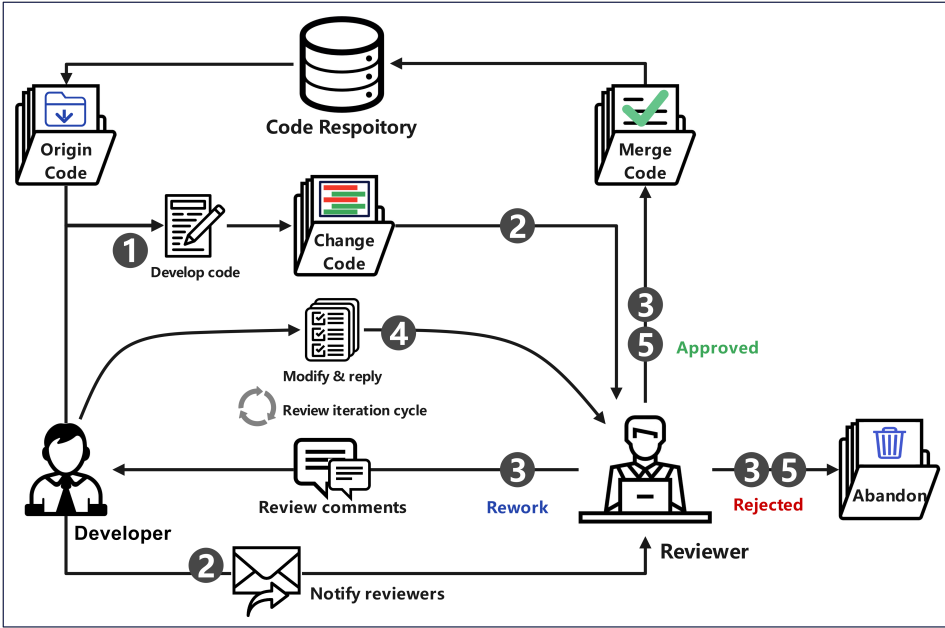 Code Respoitory
Origin
Code
Merge
Code
1
Develop code
Change
Code
2
3
5
Approved
4
Modify & reply
Review iteration cycle
Review comments
3
Rework
3 5
Rejected
Abandon
Developer
Reviewer
2
Notify reviewers